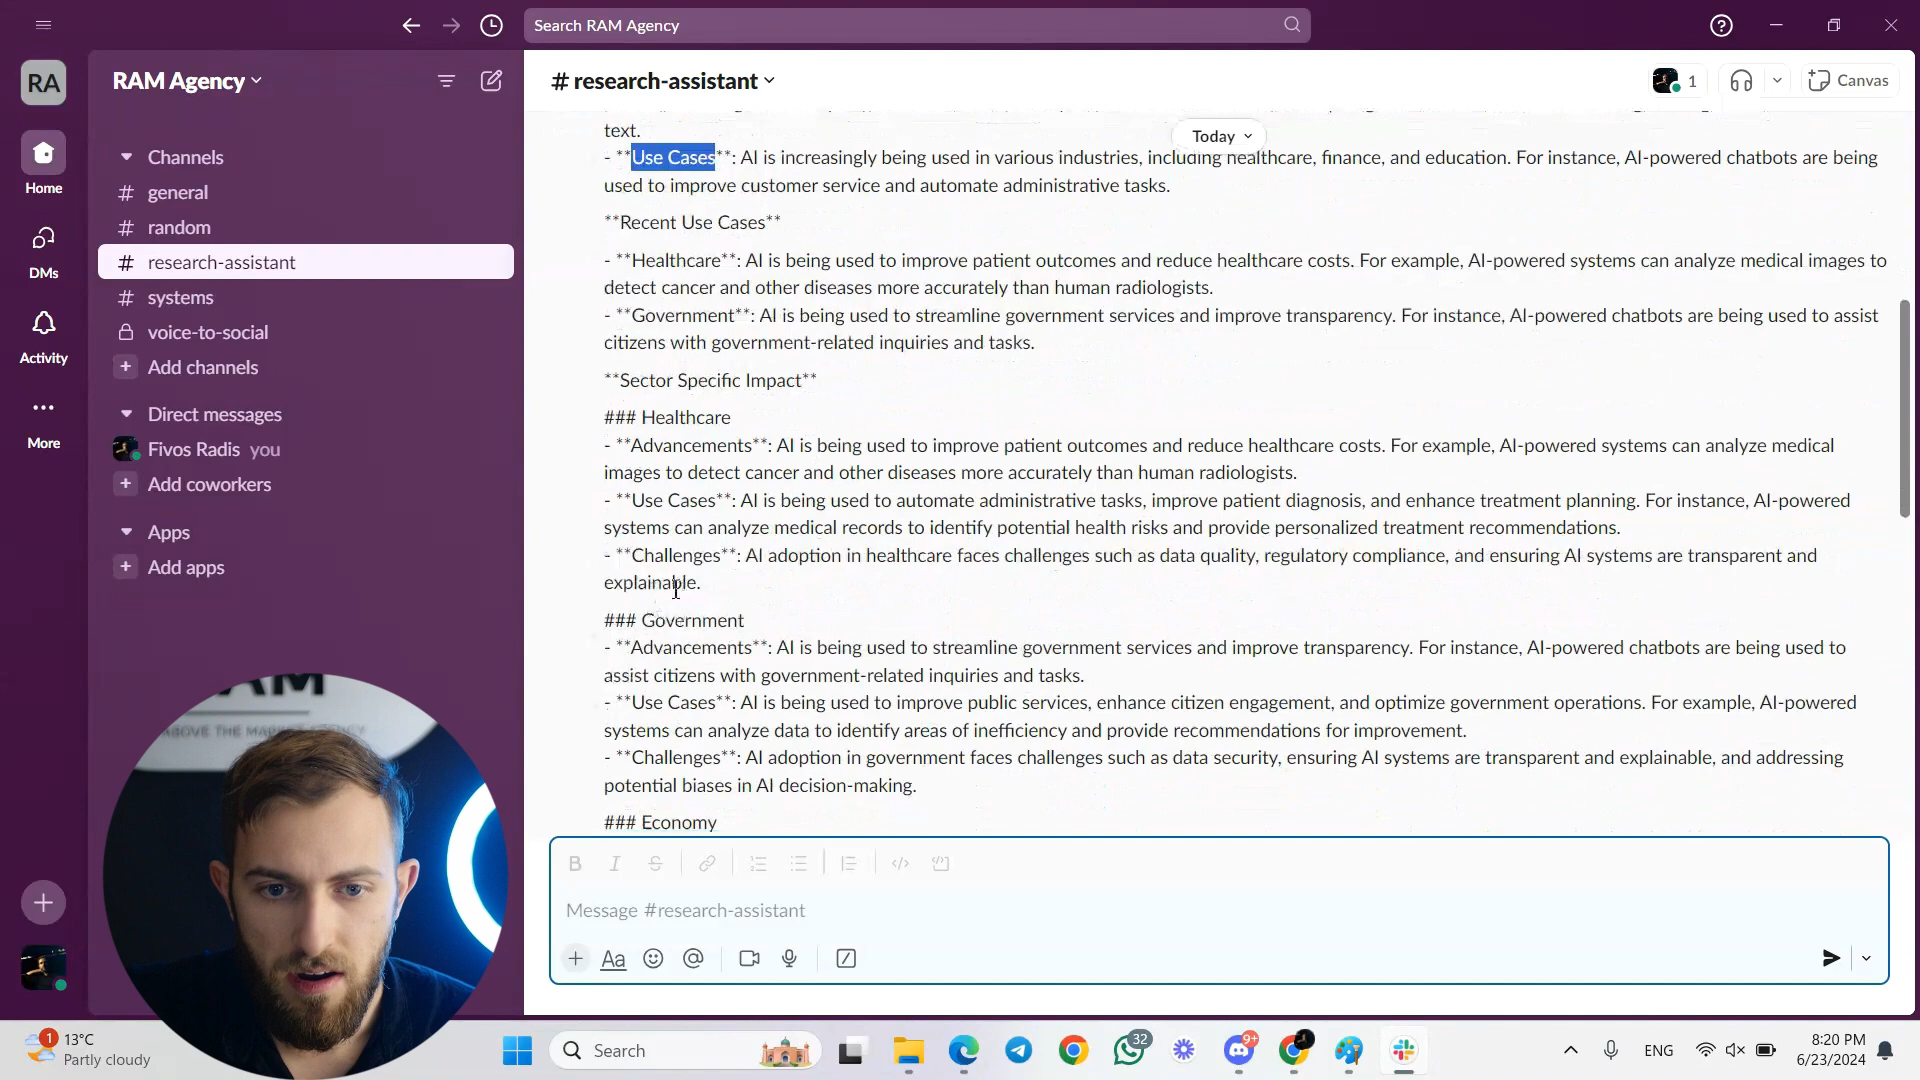 Search RAM Agency
RA
RAM Agency
# research-assistant
1
Canvas
Home
DMs
Activity
More
Channels
# general
# random
# research-assistant
# systems
voice-to-social
+ Add channels
Direct messages
Fivos Radis you
+ Add coworkers
Apps
+ Add apps
Today
text.
- **Use Cases**: AI is increasingly being used in various industries, including healthcare, finance, and education. For instance, AI-powered chatbots are being
used to improve customer service and automate administrative tasks.
**Recent Use Cases**
- **Healthcare**: AI is being used to improve patient outcomes and reduce healthcare costs. For example, AI-powered systems can analyze medical images to
detect cancer and other diseases more accurately than human radiologists.
- **Government**: AI is being used to streamline government services and improve transparency. For instance, AI-powered chatbots are being used to assist
citizens with government-related inquiries and tasks.
**Sector Specific Impact**
### Healthcare
- **Advancements**: AI is being used to improve patient outcomes and reduce healthcare costs. For example, AI-powered systems can analyze medical
images to detect cancer and other diseases more accurately than human radiologists.
- **Use Cases**: AI is being used to automate administrative tasks, improve patient diagnosis, and enhance treatment planning. For instance, AI-powered
systems can analyze medical records to identify potential health risks and provide personalized treatment recommendations.
- **Challenges**: AI adoption in healthcare faces challenges such as data quality, regulatory compliance, and ensuring AI systems are transparent and
explainable.
### Government
- **Advancements**: AI is being used to streamline government services and improve transparency. For instance, AI-powered chatbots are being used to
assist citizens with government-related inquiries and tasks.
- **Use Cases**: AI is being used to improve public services, enhance citizen engagement, and optimize government operations. For example, AI-powered
systems can analyze data to identify areas of inefficiency and provide recommendations for improvement.
- **Challenges**: AI adoption in government faces challenges such as data security, ensuring AI systems are transparent and explainable, and addressing
potential biases in AI decision-making.
### Economy
Message #research-assistant
Aa
ABOVE THE MARKET AGENCY
1
13°C
Partly cloudy
Search
32
9+
ENG
8:20 PM
6/23/2024